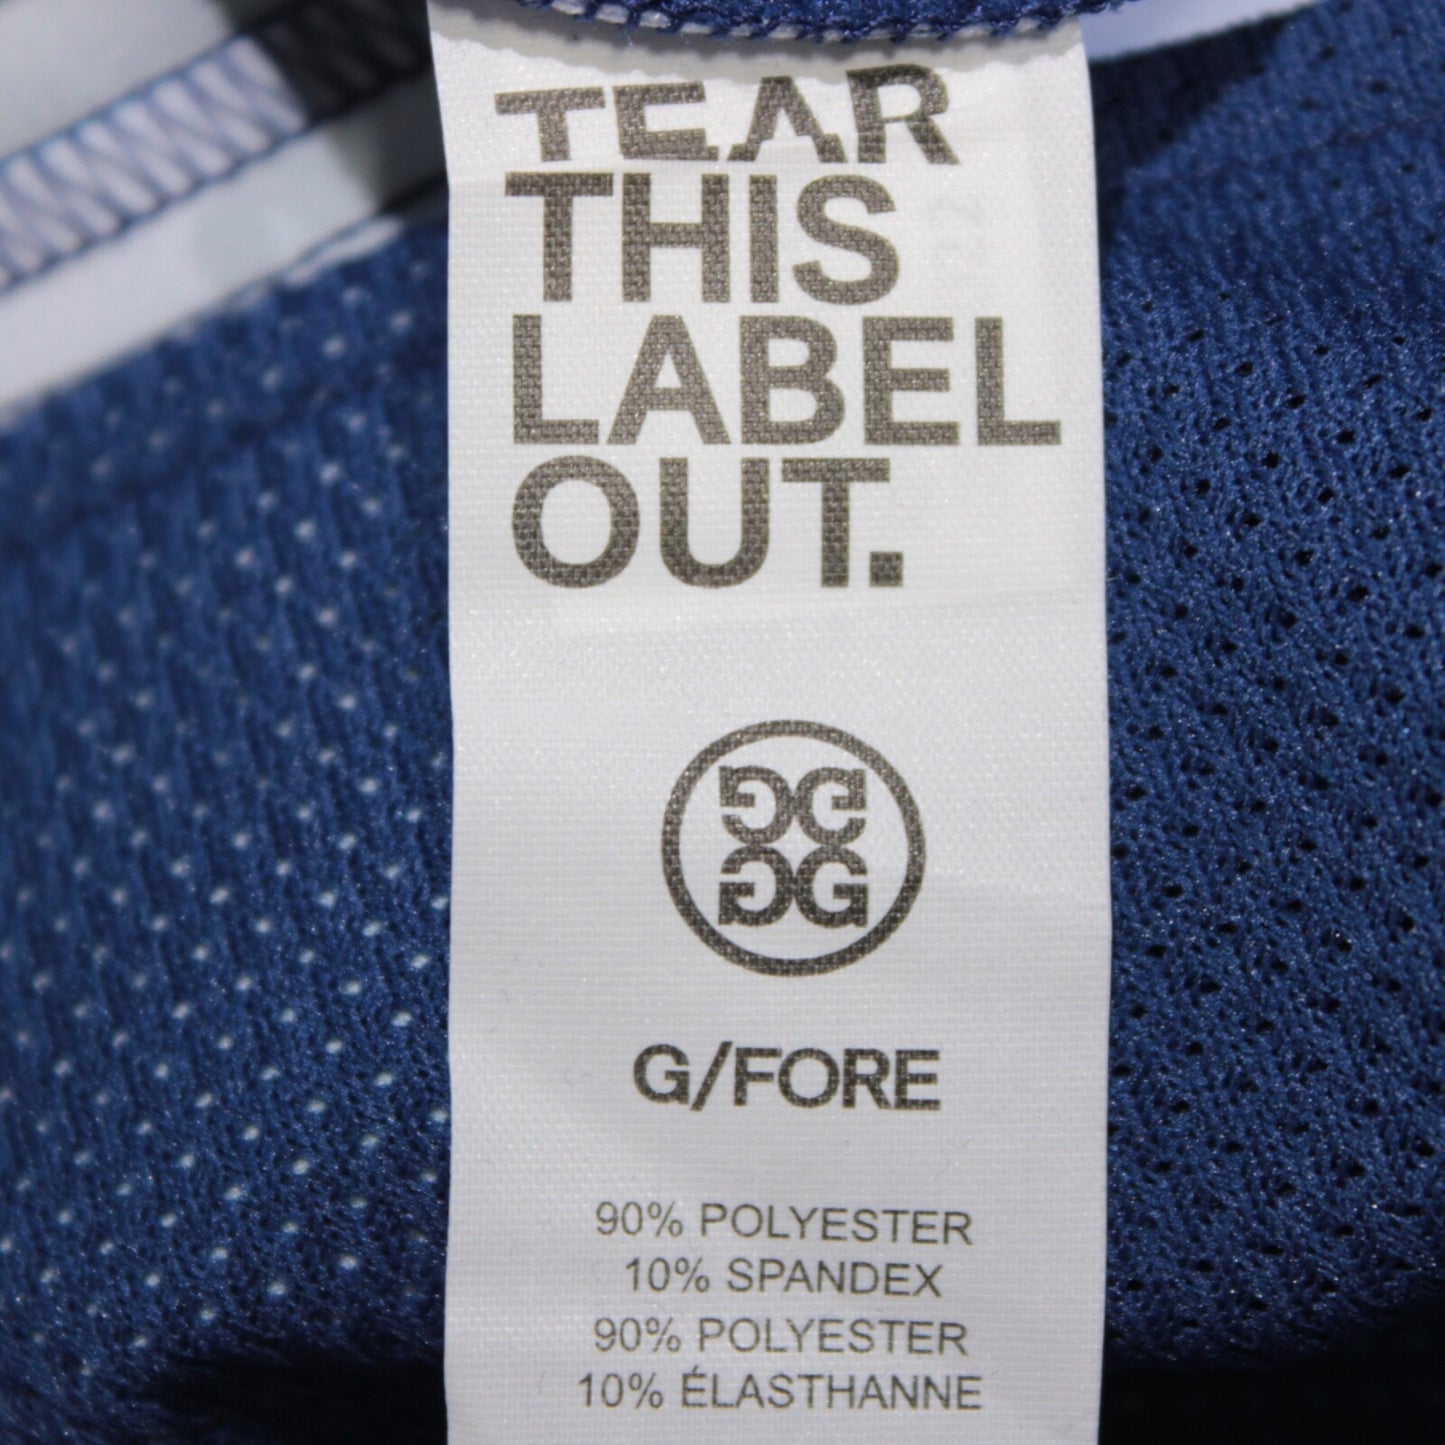 TEAR
THIS
LABEL
OUT.
G/FORE
90% POLYESTER
10% SPANDEX
90% POLYESTER
10% ÉLASTHANNE